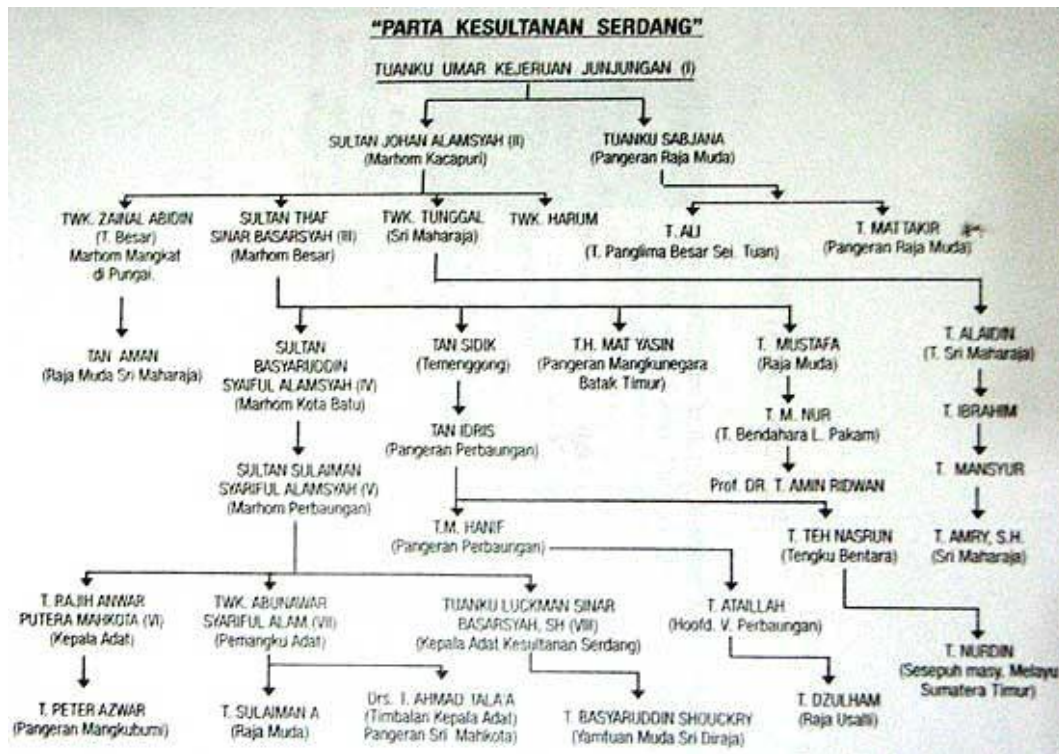 "PARTA KESULTANAN SERDANG"
TUANKU UMAR KEJERUAN JUNJUNGAN (I)
SULTAN JOHAN ALAMSYAH (II)
(Marhom Kacapuri)
TUANKU SABJANA
(Pangeran Raja Muda)
TWK. ZAINAL ABIDIN
(T. Besar)
Marhom Mangkat
di Pungai.
SULTAN THAF
SINAR BASARSYAH (III)
(Marhom Besar)
TWK. TUNGGAL
(Sri Maharaja)
TWK. HARUM
T. ALI
(T. Panglima Besar Sei. Tuan)
T. MATTAKIR
(Pangeran Raja Muda)
TAN AMAN
(Raja Muda Sri Maharaja)
SULTAN
BASYARUDDIN
SYAIFUL ALAMSYAH (IV)
(Marhom Kota Batu)
TAN SIDIK
(Temenggong)
T.H. MAT YASIN
(Pangeran Mangkunegara
Batak Timur)
T. MUSTAFA
(Raja Muda)
T. ALAIDIN
(T. Sri Maharaja)
TAN IDRIS
(Pangeran Perbaungan)
T. M. NUR
(T. Bendahara L. Pakam)
T. IBRAHIM
SULTAN SULAIMAN
SYARIFUL ALAMSYAH (V)
(Marhom Perbaungan)
Prof. DR. T. AMIN RIDWAN
T. MANSYUR
T.M. HANIF
(Pangeran Perbaungan)
T. TEH NASRUN
(Tengku Bentara)
T. AMRY, S.H.
(Sri Maharaja)
T. RAJIH ANWAR
PUTERA MAHKOTA (VI)
(Kepala Adat)
TWK. ABUNAWAR
SYARIFUL ALAM (VII)
(Pemangku Adat)
TUANKU LUCKMAN SINAR
BASARSYAH, SH (VIII)
(Kepala Adat Kesultanan Serdang)
T. ATAILLAH
(Hoofd. V. Perbaungan)
T. NURDIN
(Sesepuh masy. Melayu
Sumatera Timur)
T. PETER AZWAR
(Pangeran Mangkubumi)
T. SULAIMAN A
(Raja Muda)
Drs. T. AHMAD TALA'A
(Timbalan Kepala Adat)
Pangeran Sri Mahkota)
T. BASYARUDDIN SHOUCKRY
(Yamtuan Muda Sri Diraja)
T. DZULHAM
(Raja Usalli)